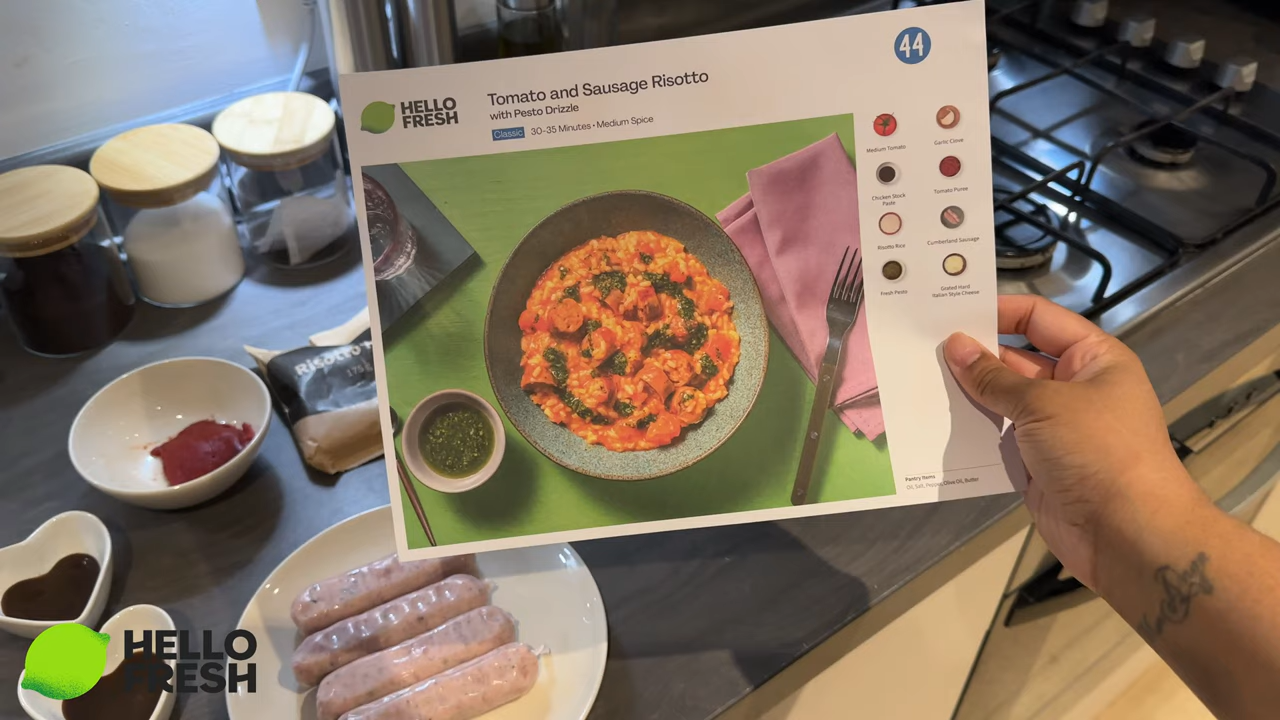 44
HELLO
FRESH
Tomato and Sausage Risotto
with Pesto Drizzle
Classic 30-35 Minutes • Medium Spice
Medium Tomato
Garlic Clove
Chicken Stock
Paste
Tomato Puree
Risotto Rice
Cumberland Sausage
Fresh Pesto
Grated Hard
Italian Style Cheese
Pantry Items
Oil, Salt, Pepper, Olive Oil, Butter
RISOTTO
175
HELLO
FRESH